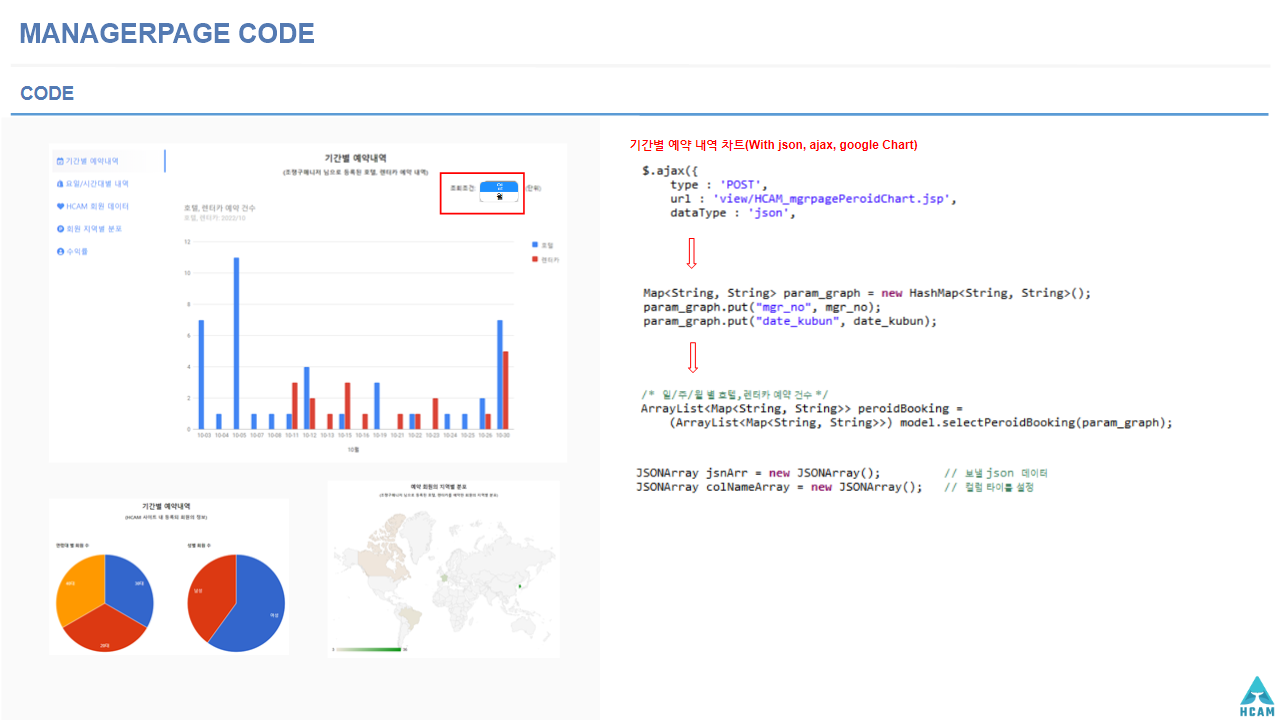 MANAGERPAGE CODE
CODE
기간별 예약내역
요일/시간대별 내역
HCAM 회원 데이터
회원 지역별 분포
수익률
기간별 예약내역
(조행구매니저 님으로 등록된 호텔, 렌터카 예약 내역)
조회조건:
(단위)
호텔, 렌터카 예약 건수
호텔, 렌터카: 2022/10
호텔
렌터카
12
10
8
6
4
2
0
10-03 10-04 10-05 10-07 10-08 10-11 10-12 10-13 10-15 10-16 10-19 10-21 10-22 10-23 10-24 10-25 10-26 10-30
10월
기간별 예약내역
(HCAM 사이트 내 등록된 회원의 정보)
연령대 별 회원 수
성별 회원 수
남성
여성
예약 회원의 지역별 분포
(조행구매니저 님으로 등록된 호텔, 렌터카를 예약한 회원의 지역별 분포)
기간별 예약 내역 차트(With json, ajax, google Chart)
$.ajax({
type : 'POST',
url : 'view/HCAM_mgrpagePeroidChart.jsp',
dataType : 'json',
Map<String, String> param_graph = new HashMap<String, String>();
param_graph.put("mgr_no", mgr_no);
param_graph.put("date_kubun", date_kubun);
/* 일/주/월 별 호텔,렌터카 예약 건수 */
ArrayList<Map<String, String>> peroidBooking =
(ArrayList<Map<String, String>>) model.selectPeroidBooking(param_graph);
JSONArray jsnArr = new JSONArray(); // 보낼 json 데이터
JSONArray colNameArray = new JSONArray(); // 컬럼 타이틀 설정
HCAM